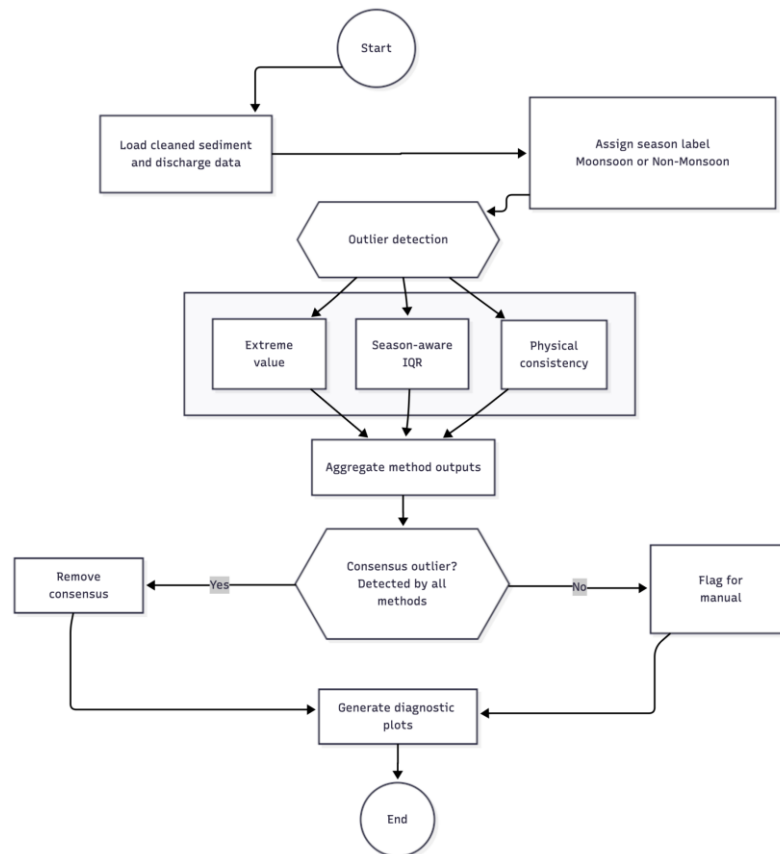 Start
Load cleaned sediment
and discharge data
Assign season label
Moonsoon or Non-Monsoon
Outlier detection
Extreme
value
Season-aware
IQR
Physical
consistency
Aggregate method outputs
Consensus outlier?
Detected by all
methods
Yes
No
Remove
consensus
Flag for
manual
Generate diagnostic
plots
End